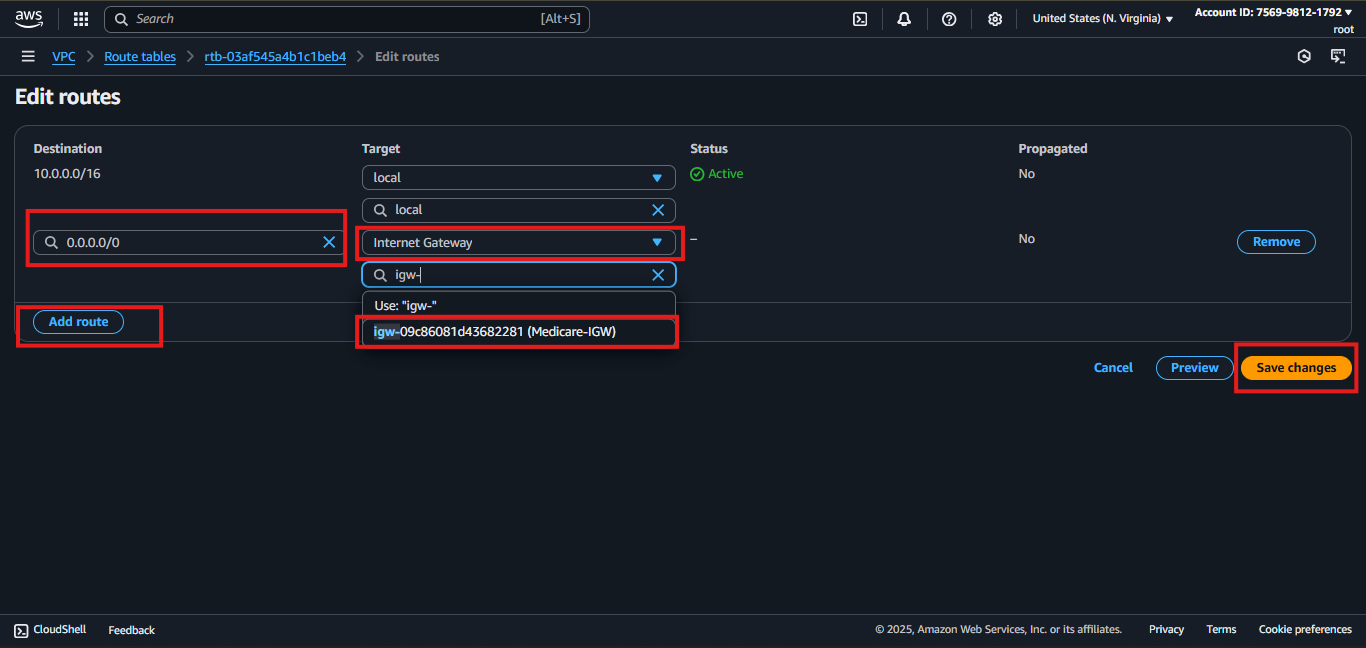 aws
Search
[Alt+S]
United States (N. Virginia)
Account ID: 7569-9812-1792
root
VPC
Route tables
rtb-03af545a4b1c1beb4
Edit routes
Edit routes
Destination
Target
Status
Propagated
10.0.0.0/16
local
Active
No
local
0.0.0.0/0
Internet Gateway
–
No
Remove
igw-
Use: "igw-"
igw-09c86081d43682281 (Medicare-IGW)
Add route
Cancel
Preview
Save changes
CloudShell
Feedback
© 2025, Amazon Web Services, Inc. or its affiliates.
Privacy
Terms
Cookie preferences